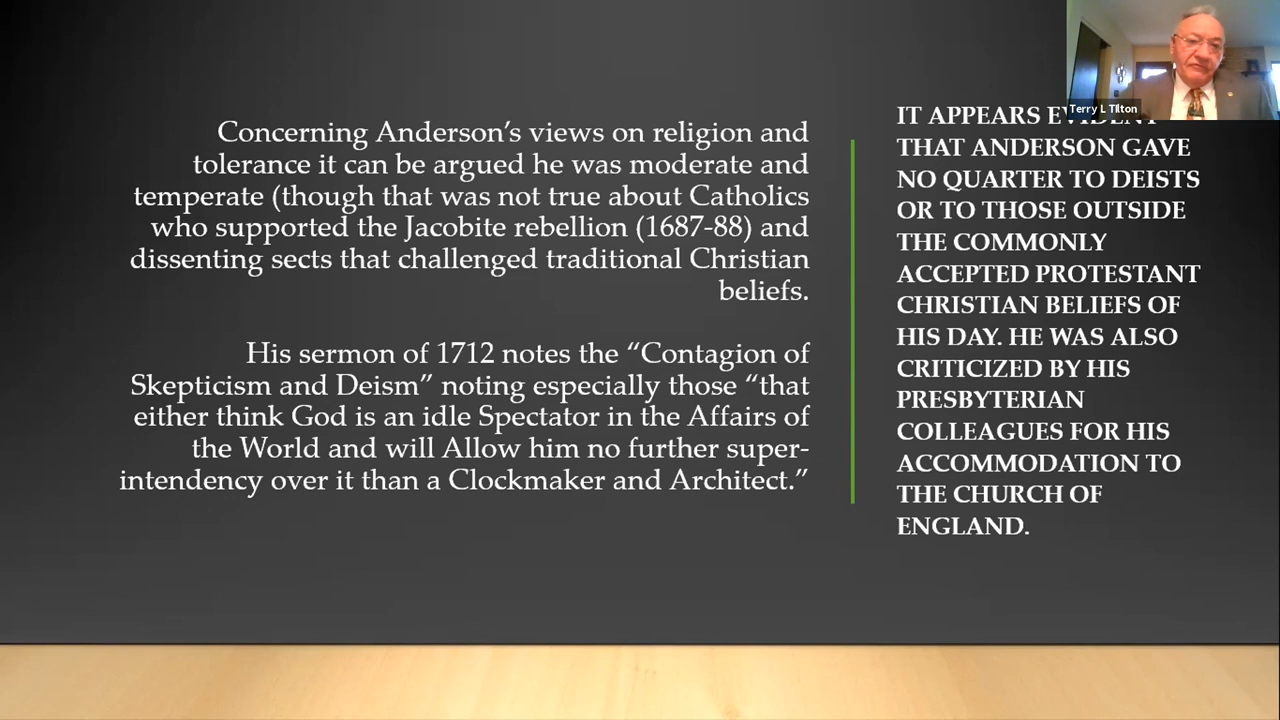 Concerning Anderson’s views on religion and
tolerance it can be argued he was moderate and
temperate (though that was not true about Catholics
who supported the Jacobite rebellion (1687-88) and
dissenting sects that challenged traditional Christian
beliefs.
His sermon of 1712 notes the “Contagion of
Skepticism and Deism” noting especially those “that
either think God is an idle Spectator in the Affairs of
the World and will Allow him no further super-
intendency over it than a Clockmaker and Architect.”
Terry L Tilton
IT APPEARS EVIDENT
THAT ANDERSON GAVE
NO QUARTER TO DEISTS
OR TO THOSE OUTSIDE
THE COMMONLY
ACCEPTED PROTESTANT
CHRISTIAN BELIEFS OF
HIS DAY. HE WAS ALSO
CRITICIZED BY HIS
PRESBYTERIAN
COLLEAGUES FOR HIS
ACCOMMODATION TO
THE CHURCH OF
ENGLAND.